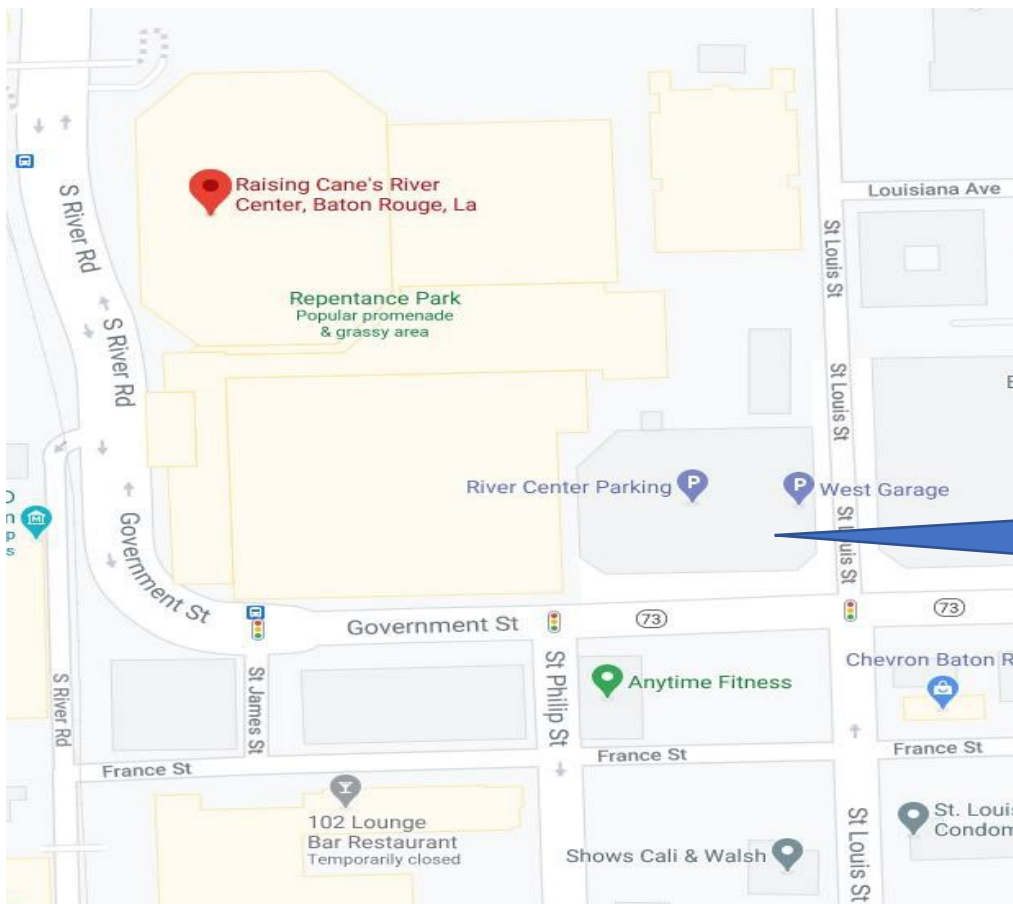 Raising Cane's River
Center, Baton Rouge, La
Louisiana Ave
S River Rd
St Louis St
Repentance Park
Popular promenade
& grassy area
S River Rd
St Louis St
E
River Center Parking
P
P
West Garage
St Louis St
O
n
p
s
M
Government St
Government St
73
73
St James St
St Philip St
Anytime Fitness
Chevron Baton R
S River Rd
France St
France St
France St
102 Lounge
Bar Restaurant
Temporarily closed
Shows Cali & Walsh
St Louis St
St. Louis
Condom